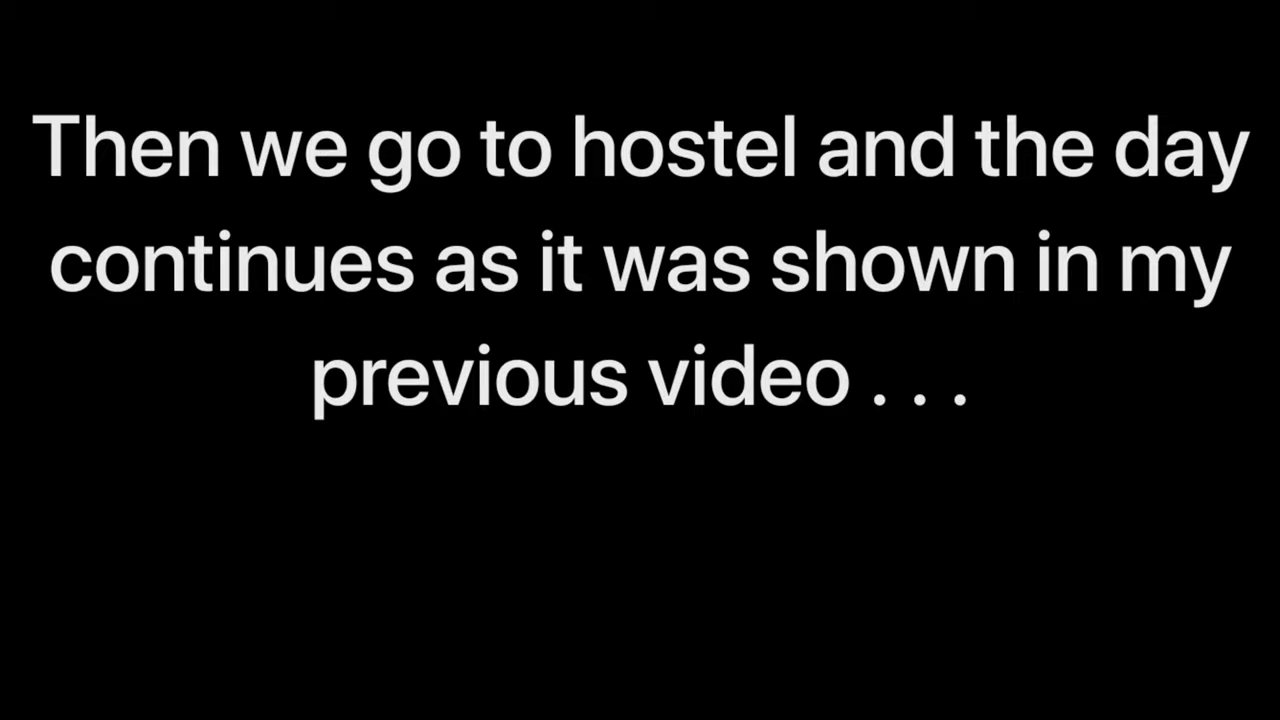 Then we go to hostel and the day
continues as it was shown in my
previous video . . .